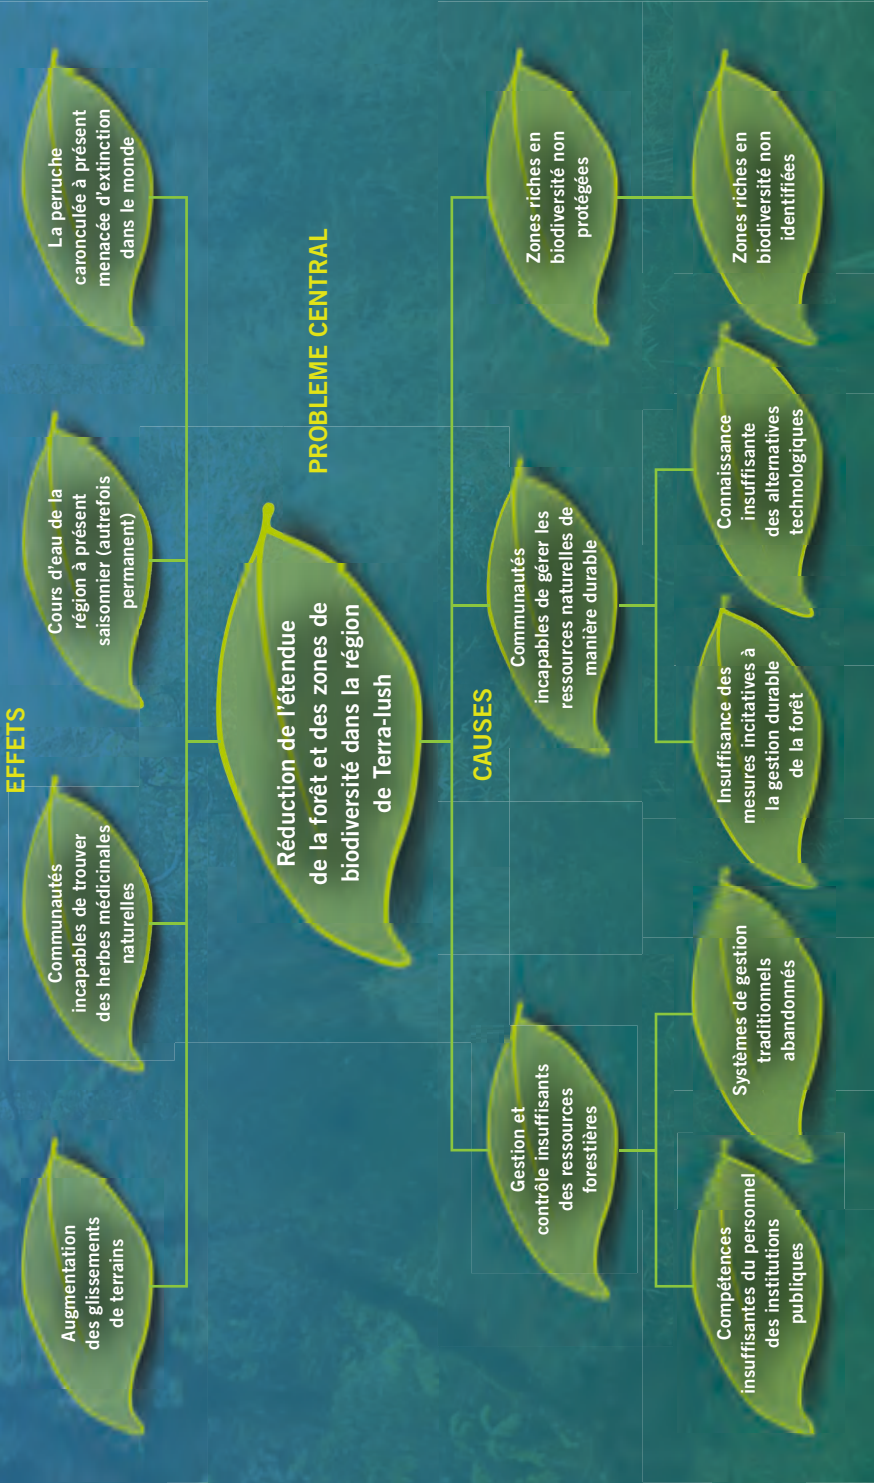 EFFETS
Augmentation
des glissements
de terrains
Communautés
incapables de trouver
des herbes médicinales
naturelles
Cours d'eau de la
région à présent
saisonnier (autrefois
permanent)
La perruche
caronculée à présent
menacée d'extinction
dans le monde
PROBLEME CENTRAL
Réduction de l'étendue
de la forêt et des zones de
biodiversité dans la région
de Terra-lush
CAUSES
Gestion et
contrôle insuffisants
des ressources
forestières
Communautés
incapables de gérer les
ressources naturelles de
manière durable
Zones riches en
biodiversité non
protégées
Compétences
insuffisantes du personnel
des institutions
publiques
Systèmes de gestion
traditionnels
abandonnés
Insuffisance des
mesures incitatives à
la gestion durable
de la forêt
Connaissance
insuffisante
des alternatives
technologiques
Zones riches en
biodiversité non
identifiées